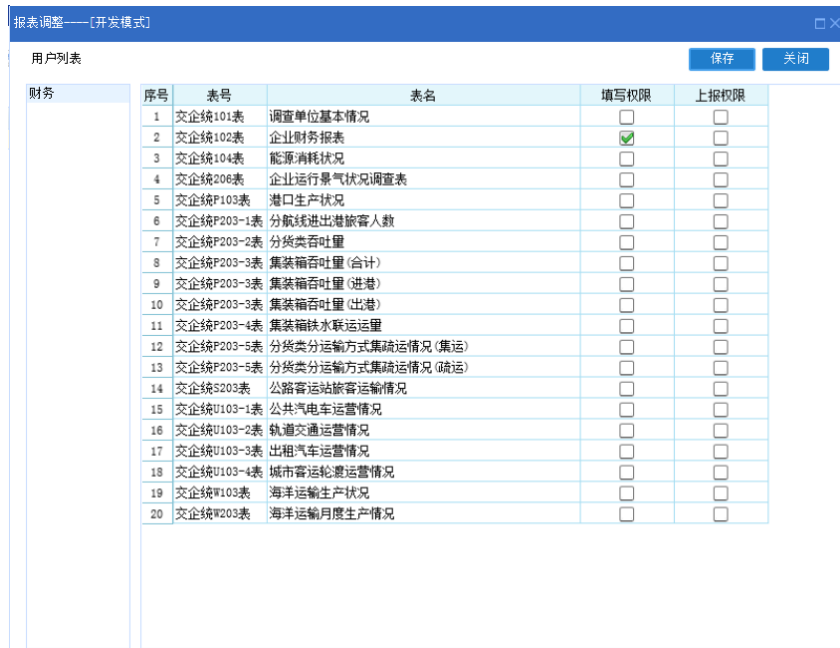 报表调整----[开发模式]
用户列表 保存 关闭
财务
序号 表号 表名 填写权限 上报权限
1 交企统101表 调查单位基本情况
2 交企统102表 企业财务报表
3 交企统104表 能源消耗状况
4 交企统206表 企业运行景气状况调查表
5 交企统P103表 港口生产状况
6 交企统P203-1表 分航线进出港旅客人数
7 交企统P203-2表 分货类吞吐量
8 交企统P203-3表 集装箱吞吐量(合计)
9 交企统P203-3表 集装箱吞吐量(进港)
10 交企统P203-3表 集装箱吞吐量(出港)
11 交企统P203-4表 集装箱铁水联运运量
12 交企统P203-5表 分货类分运输方式集疏运情况(集运)
13 交企统P203-5表 分货类分运输方式集疏运情况(疏运)
14 交企统S203表 公路客运站旅客运输情况
15 交企统U103-1表 公共汽电车运营情况
16 交企统U103-2表 轨道交通运营情况
17 交企统U103-3表 出租汽车运营情况
18 交企统U103-4表 城市客运轮渡运营情况
19 交企统W103表 海洋运输生产状况
20 交企统W203表 海洋运输月度生产情况